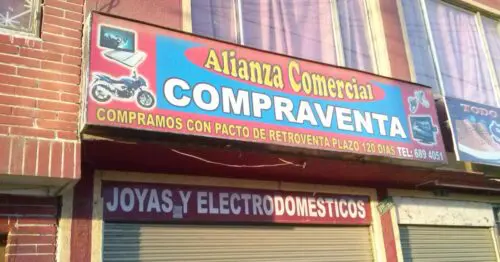 Alianza Comercial
COMPRAVENTA
COMPRAMOS CON PACTO DE RETROVENTA PLAZO 120 DIAS TEL: 689 4051
JOYAS Y ELECTRODOMESTICOS
TODO